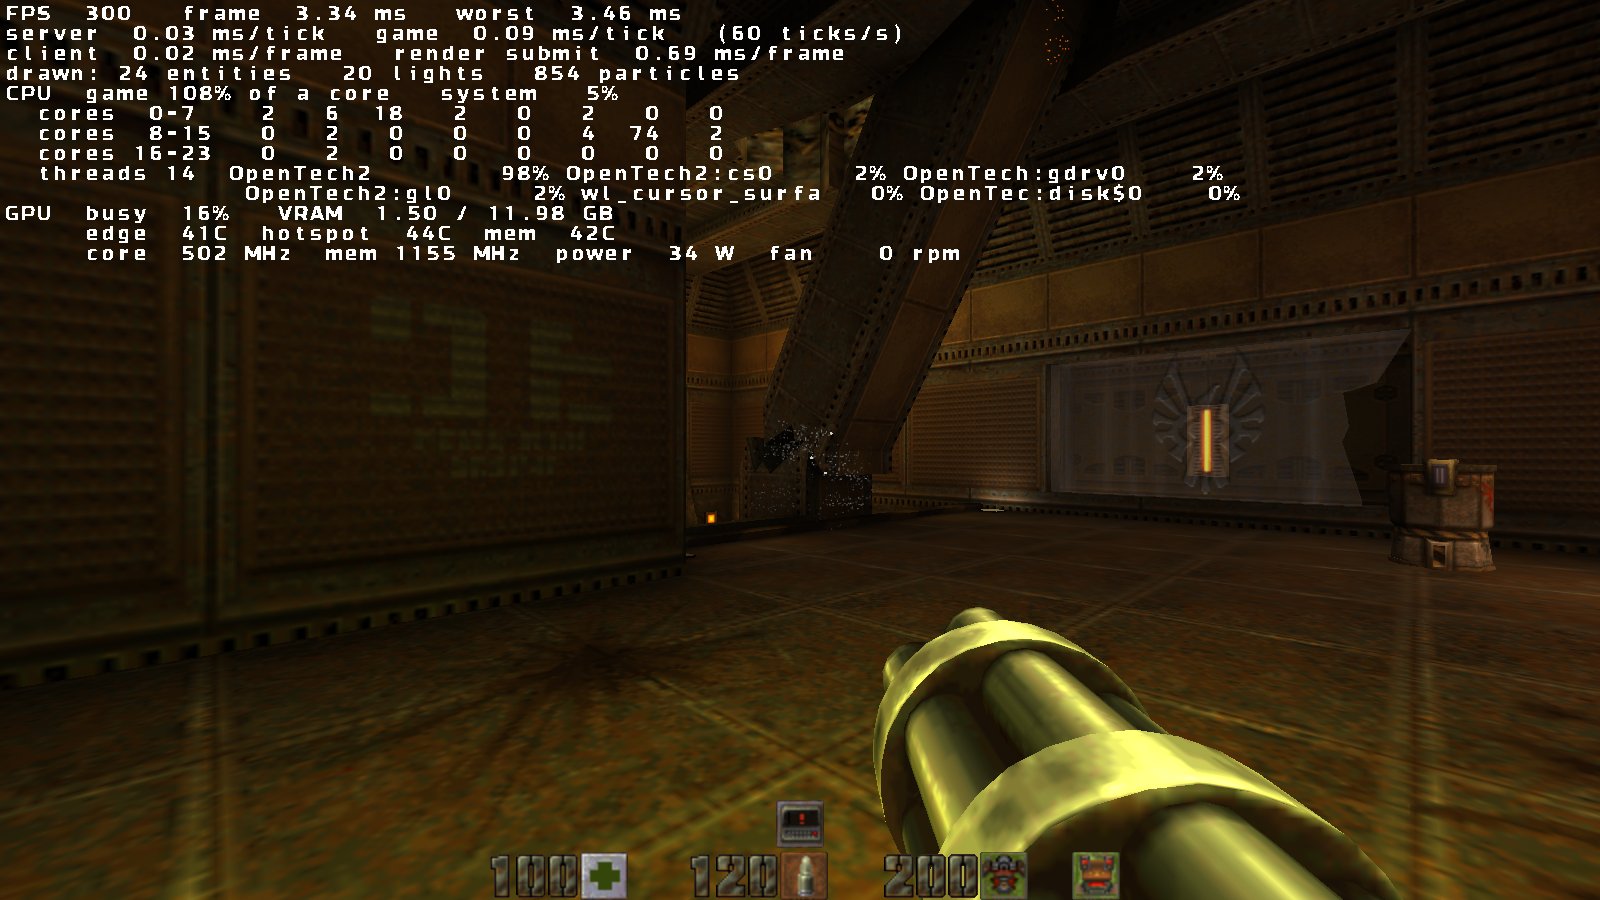 FPS 300 frame 3.34 ms worst 3.46 ms
server 0.03 ms/tick game 0.09 ms/tick (60 ticks/s)
client 0.02 ms/frame render submit 0.69 ms/frame
drawn: 24 entities 20 lights 854 particles
CPU game 108% of a core system 5%
cores 0-7 2 6 18 2 0 2 0 0
cores 8-15 0 2 0 0 0 4 74 2
cores 16-23 0 2 0 0 0 0 0 0
threads 14 OpenTech2 98% OpenTech2:cs0 2% OpenTech:gdrv0 2%
OpenTech2:gl0 2% wl_cursor_surfa 0% OpenTec:disk$0 0%
GPU busy 16% VRAM 1.50 / 11.98 GB
edge 41C hotspot 44C mem 42C
core 502 MHz mem 1155 MHz power 34 W fan 0 rpm
100 120 200